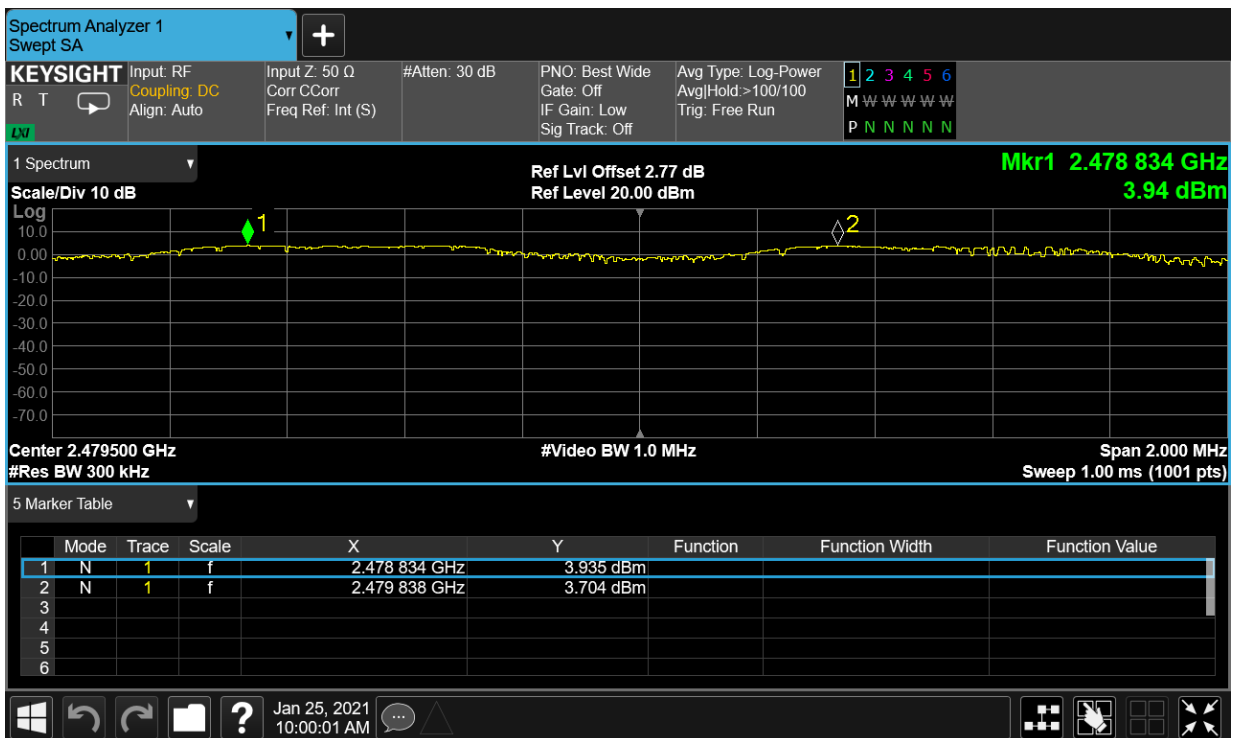 Spectrum Analyzer 1
Swept SA
+
KEYSIGHT
R T
LXI
Input: RF
Coupling: DC
Align: Auto
Input Z: 50 Ω
Corr CCorr
Freq Ref: Int (S)
#Atten: 30 dB
PNO: Best Wide
Gate: Off
IF Gain: Low
Sig Track: Off
Avg Type: Log-Power
Avg|Hold:>100/100
Trig: Free Run
1 2 3 4 5 6
M W W W W W
P N N N N N
1 Spectrum
Scale/Div 10 dB
Ref Lvl Offset 2.77 dB
Ref Level 20.00 dBm
Mkr1 2.478 834 GHz
3.94 dBm
Log
10.0
0.00
-10.0
-20.0
-30.0
-40.0
-50.0
-60.0
-70.0
1
2
Center 2.479500 GHz
#Res BW 300 kHz
#Video BW 1.0 MHz
Span 2.000 MHz
Sweep 1.00 ms (1001 pts)
5 Marker Table
Mode Trace Scale X Y Function Function Width Function Value
1 N 1 f 2.478 834 GHz 3.935 dBm
2 N 1 f 2.479 838 GHz 3.704 dBm
3
4
5
6
?
Jan 25, 2021
10:00:01 AM